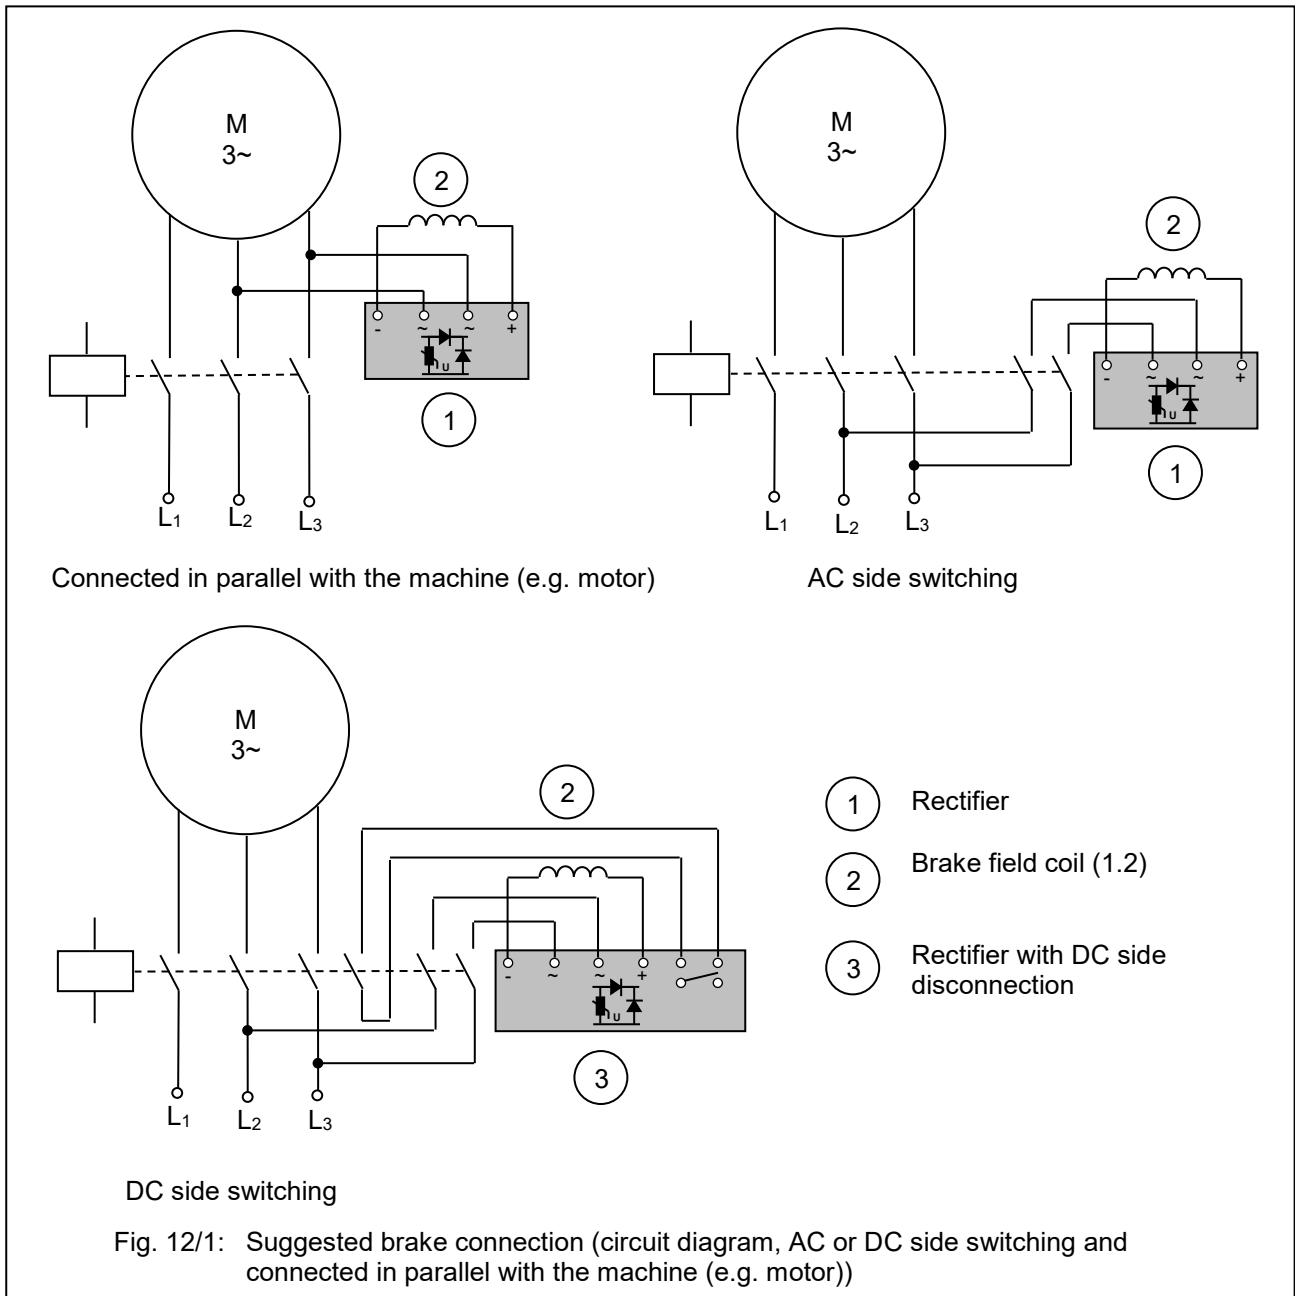 M
3~
2
- ~ ~ +
U
1
L1 L2 L3
Connected in parallel with the machine (e.g. motor)
M
3~
2
- ~ ~ +
U
1
L1 L2 L3
AC side switching
M
3~
2
- ~ ~ +
U
3
L1 L2 L3
DC side switching
1 Rectifier
2 Brake field coil (1.2)
3 Rectifier with DC side
disconnection
Fig. 12/1: Suggested brake connection (circuit diagram, AC or DC side switching and
connected in parallel with the machine (e.g. motor))